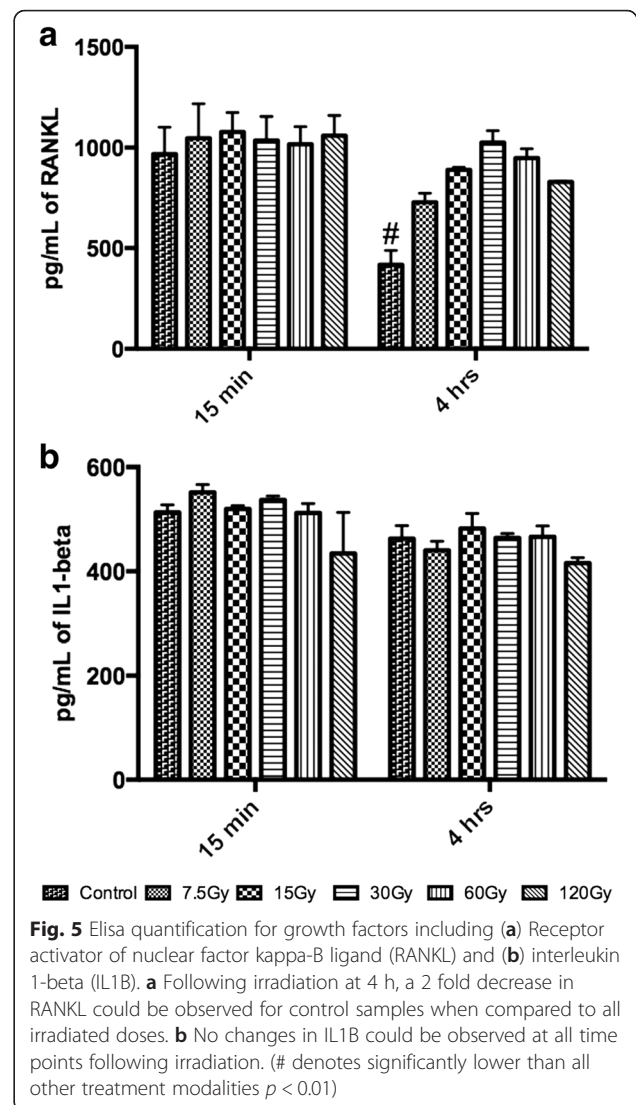 a
1500
1000
500
0
pg/mL of RANKL
#
15 min
4 hrs
b
600
400
200
0
pg/mL of IL1-beta
15 min
4 hrs
Control 7.5Gy 15Gy 30Gy 60Gy 120Gy
Fig. 5 Elisa quantification for growth factors including (a) Receptor
activator of nuclear factor kappa-B ligand (RANKL) and (b) interleukin
1-beta (IL1B). a Following irradiation at 4 h, a 2 fold decrease in
RANKL could be observed for control samples when compared to all
irradiated doses. b No changes in IL1B could be observed at all time
points following irradiation. (# denotes significantly lower than all
other treatment modalities p < 0.01)